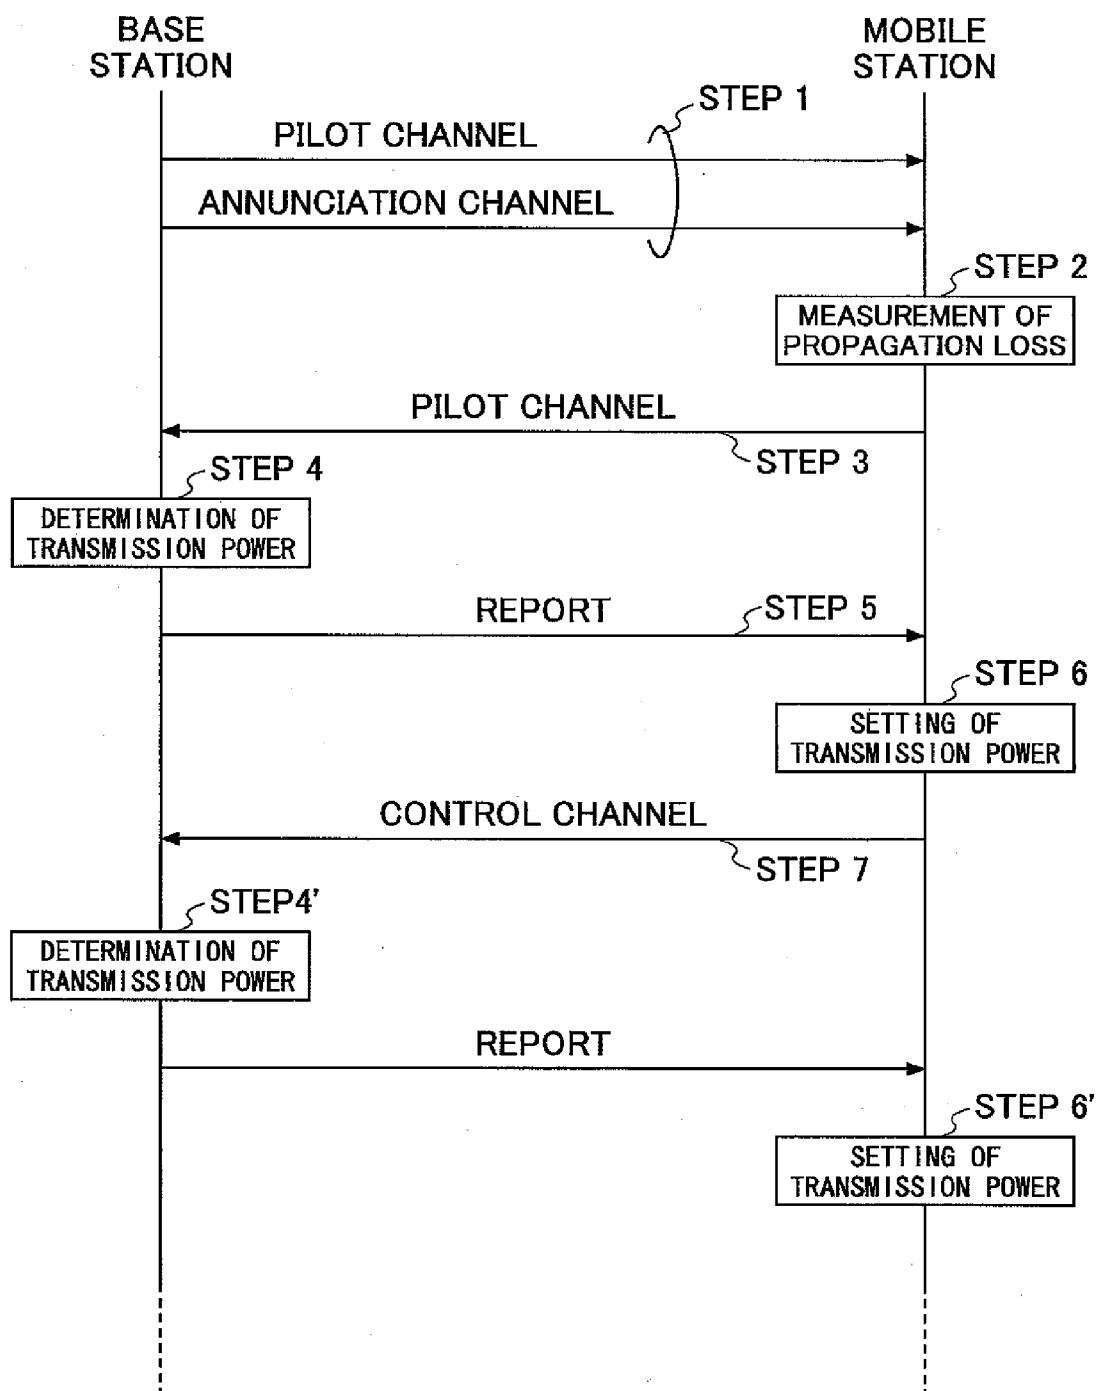 BASE
STATION
MOBILE
STATION
STEP 1
PILOT CHANNEL
ANNUNCIATION CHANNEL
STEP 2
MEASUREMENT OF
PROPAGATION LOSS
PILOT CHANNEL
STEP 3
STEP 4
DETERMINATION OF
TRANSMISSION POWER
REPORT
STEP 5
STEP 6
SETTING OF
TRANSMISSION POWER
CONTROL CHANNEL
STEP 7
STEP4'
DETERMINATION OF
TRANSMISSION POWER
REPORT
STEP 6'
SETTING OF
TRANSMISSION POWER